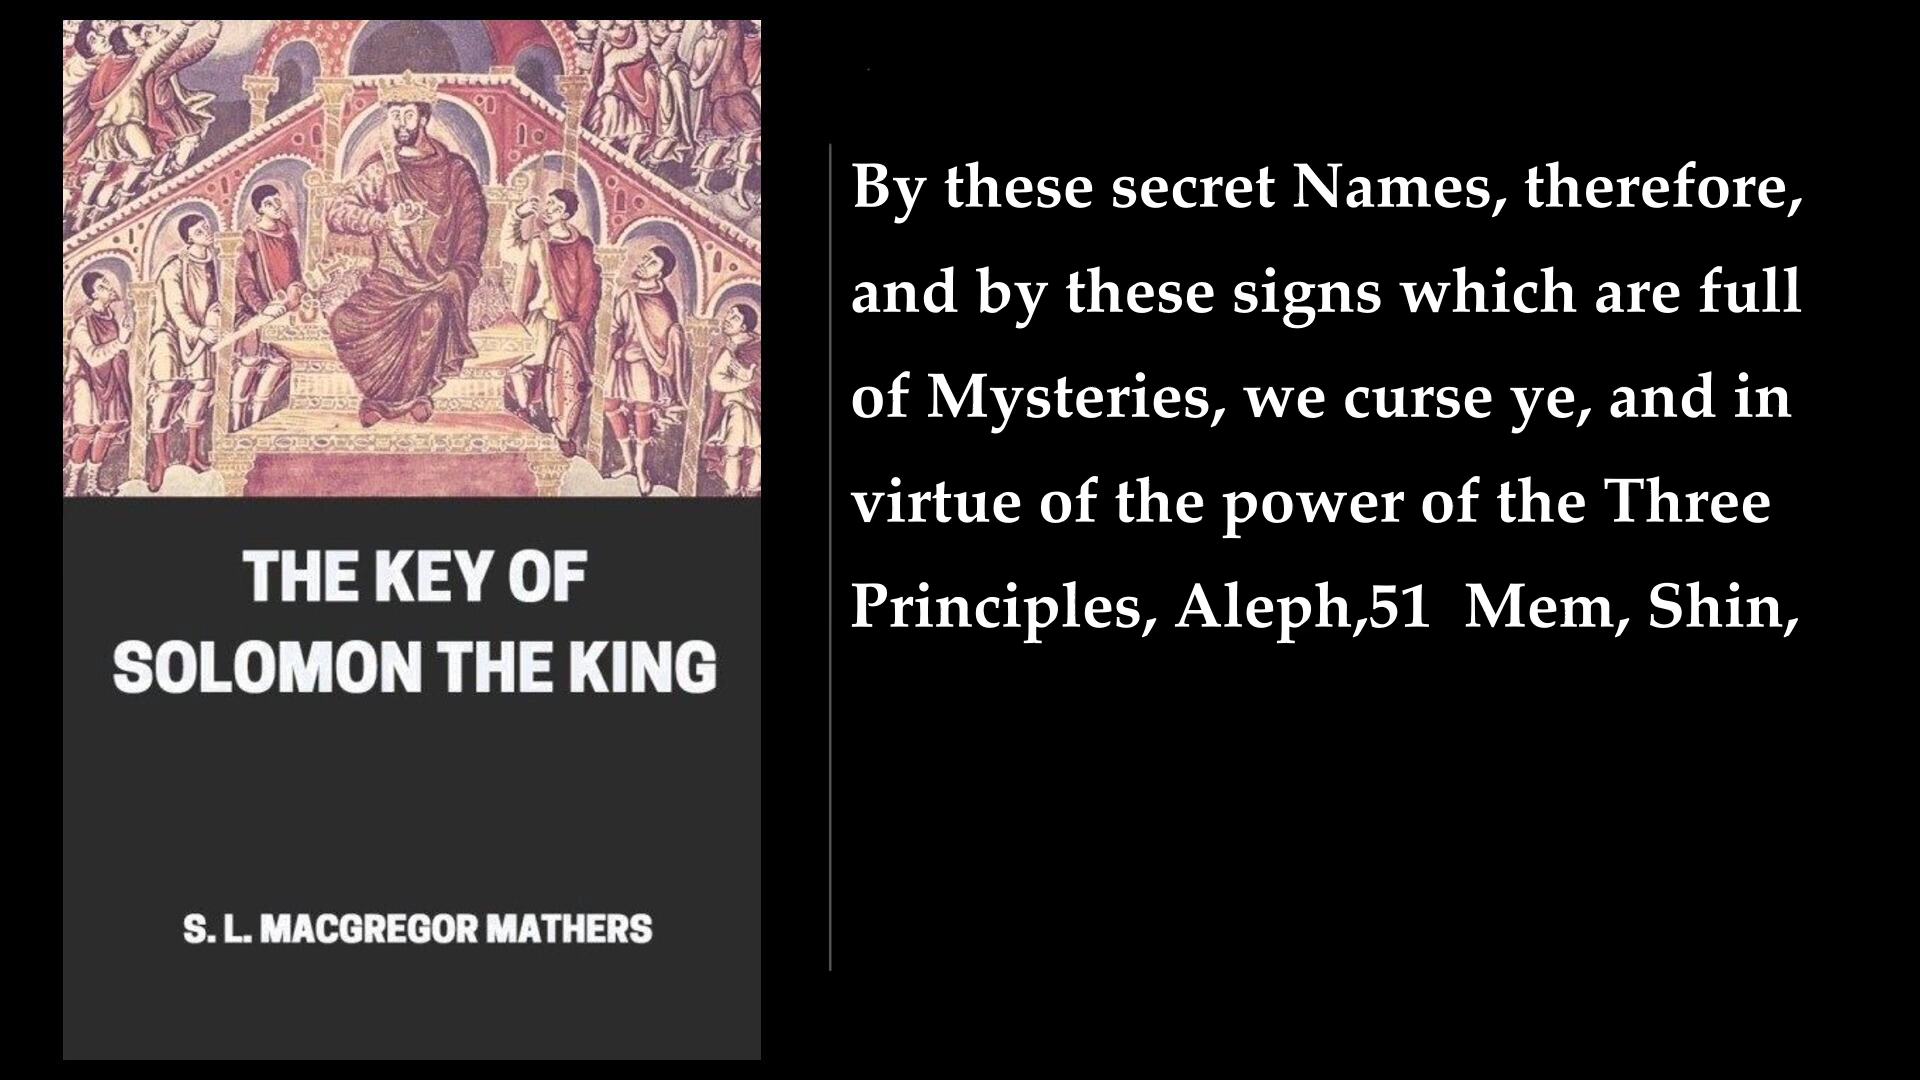 THE KEY OF
SOLOMON THE KING
S. L. MACGREGOR MATHERS
By these secret Names, therefore,
and by these signs which are full
of Mysteries, we curse ye, and in
virtue of the power of the Three
Principles, Aleph,51  Mem, Shin,